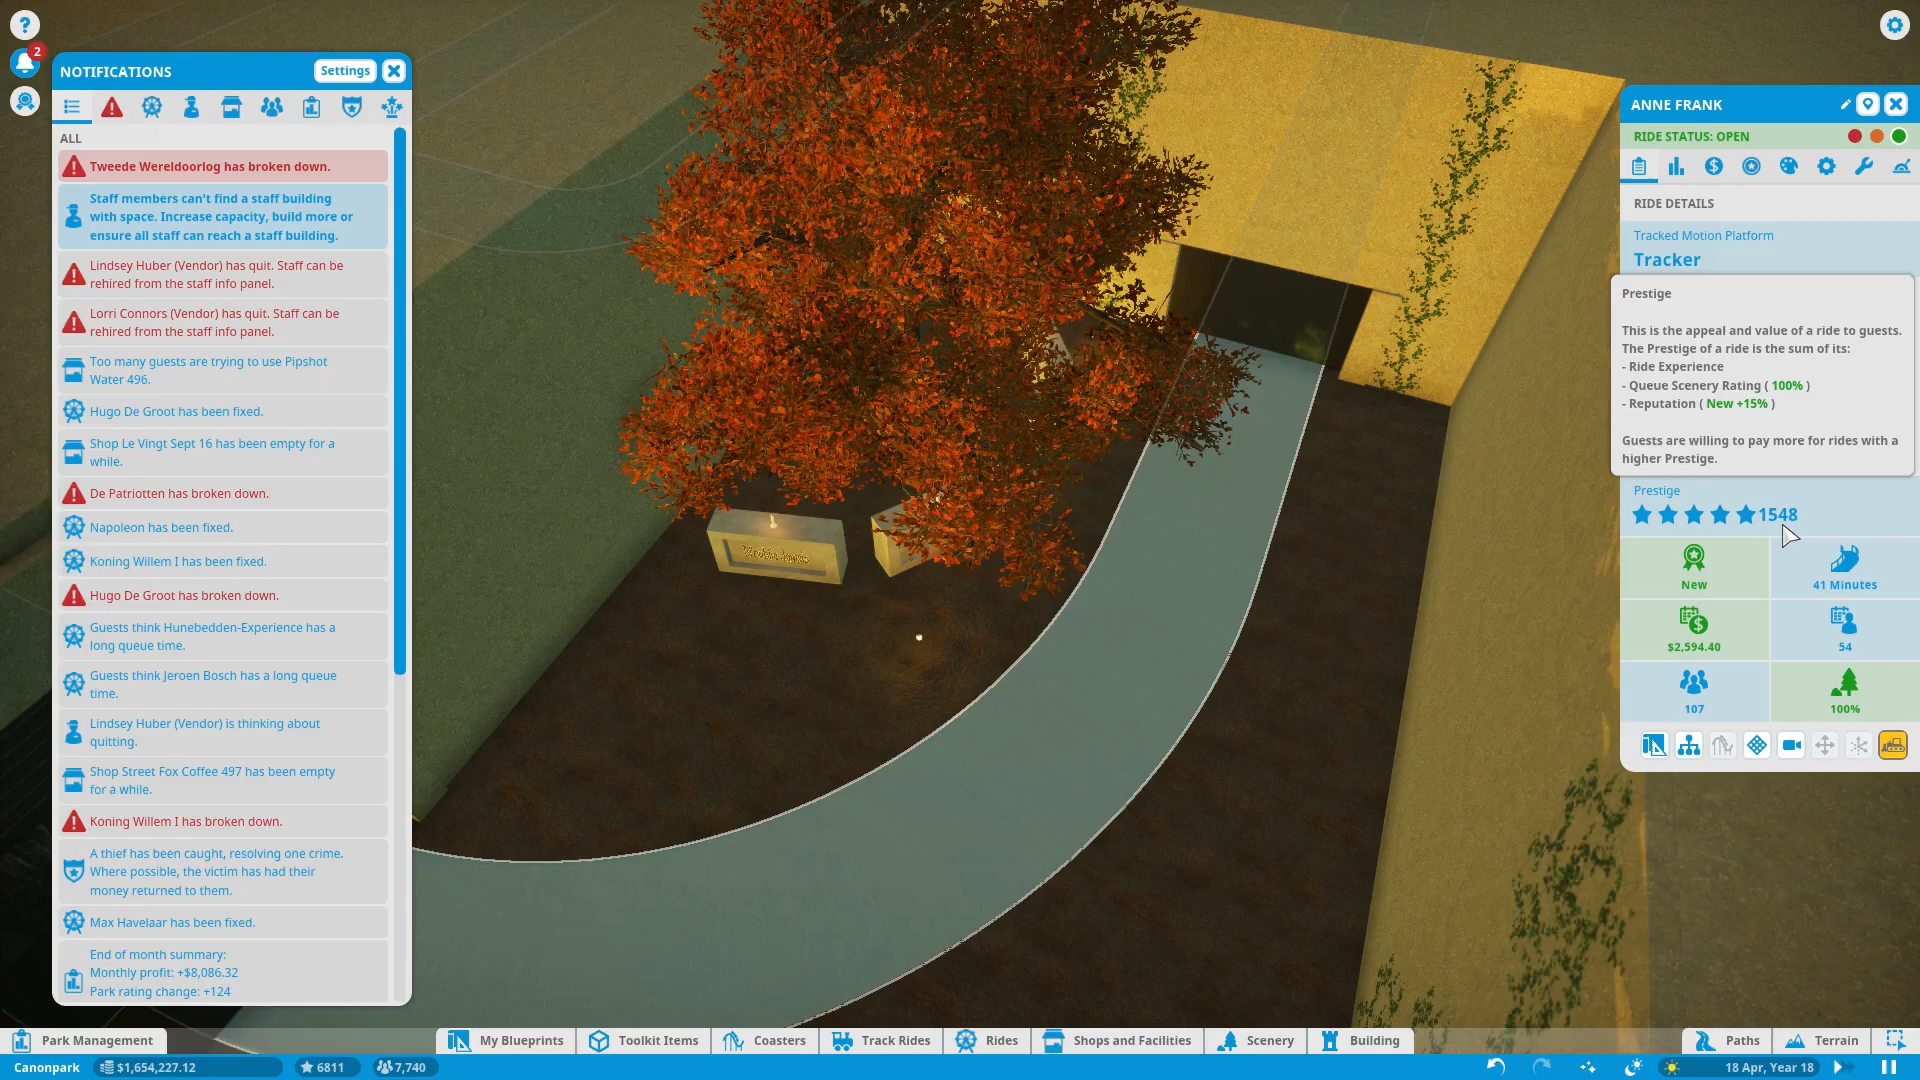 ?
2
NOTIFICATIONS
Settings
ALL
Tweede Wereldoorlog has broken down.
Staff members can't find a staff building
with space. Increase capacity, build more or
ensure all staff can reach a staff building.
Lindsey Huber (Vendor) has quit. Staff can be
rehired from the staff info panel.
Lorri Connors (Vendor) has quit. Staff can be
rehired from the staff info panel.
Too many guests are trying to use Pipshot
Water 496.
Hugo De Groot has been fixed.
Shop Le Vingt Sept 16 has been empty for a
while.
De Patriotten has broken down.
Napoleon has been fixed.
Koning Willem I has been fixed.
Hugo De Groot has broken down.
Guests think Hunebedden-Experience has a
long queue time.
Guests think Jeroen Bosch has a long queue
time.
Lindsey Huber (Vendor) is thinking about
quitting.
Shop Street Fox Coffee 497 has been empty
for a while.
Koning Willem I has broken down.
A thief has been caught, resolving one crime.
Where possible, the victim has had their
money returned to them.
Max Havelaar has been fixed.
End of month summary:
Monthly profit: +$8,086.32
Park rating change: +124
ANNE FRANK
RIDE STATUS: OPEN
RIDE DETAILS
Tracked Motion Platform
Tracker
Prestige
This is the appeal and value of a ride to guests.
The Prestige of a ride is the sum of its:
- Ride Experience
- Queue Scenery Rating ( 100% )
- Reputation ( New +15% )
Guests are willing to pay more for rides with a
higher Prestige.
Prestige
1548
New
41 Minutes
$2,594.40
54
107
100%
Park Management
My Blueprints
Toolkit Items
Coasters
Track Rides
Rides
Shops and Facilities
Scenery
Building
Paths
Terrain
Canonpark
$1,654,227.12
6811
7,740
18 Apr, Year 18